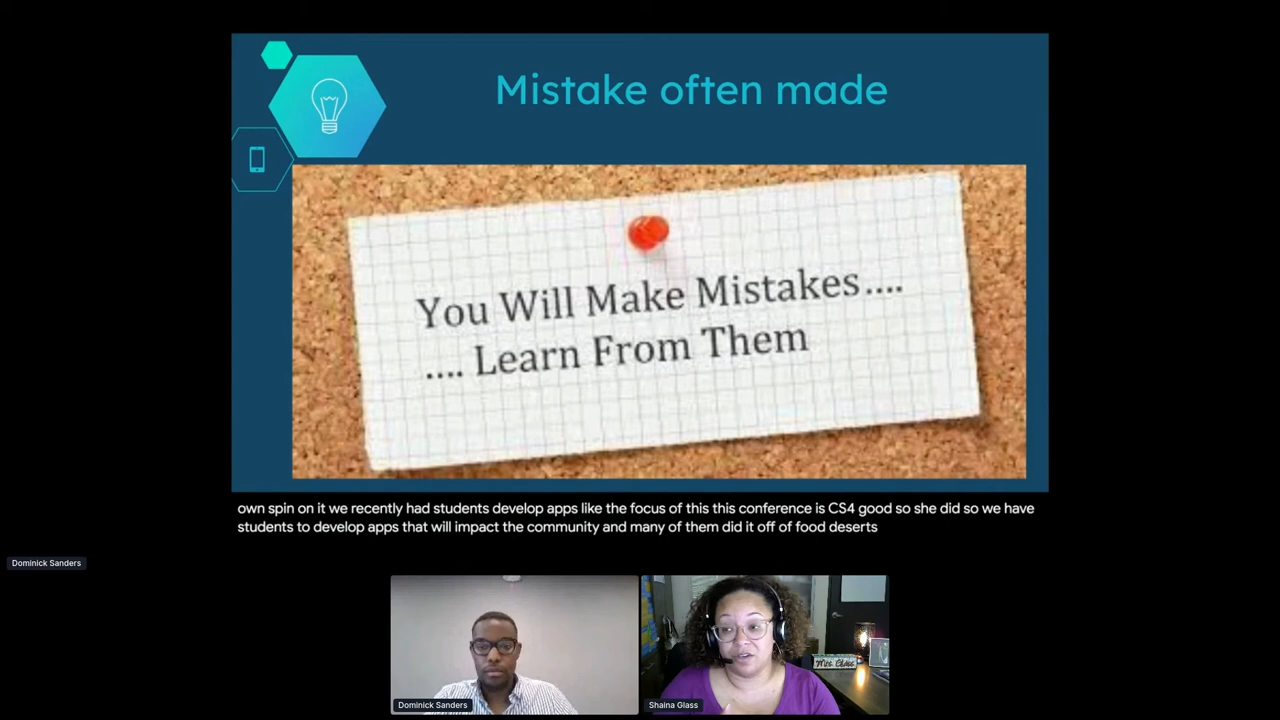 Mistake often made
You Will Make Mistakes....
.... Learn From Them
own spin on it we recently had students develop apps like the focus of this this conference is CS4 good so she did so we have
students to develop apps that will impact the community and many of them did it off of food deserts
Dominick Sanders
Dominick Sanders
Shaina Glass
Mrs. Glass